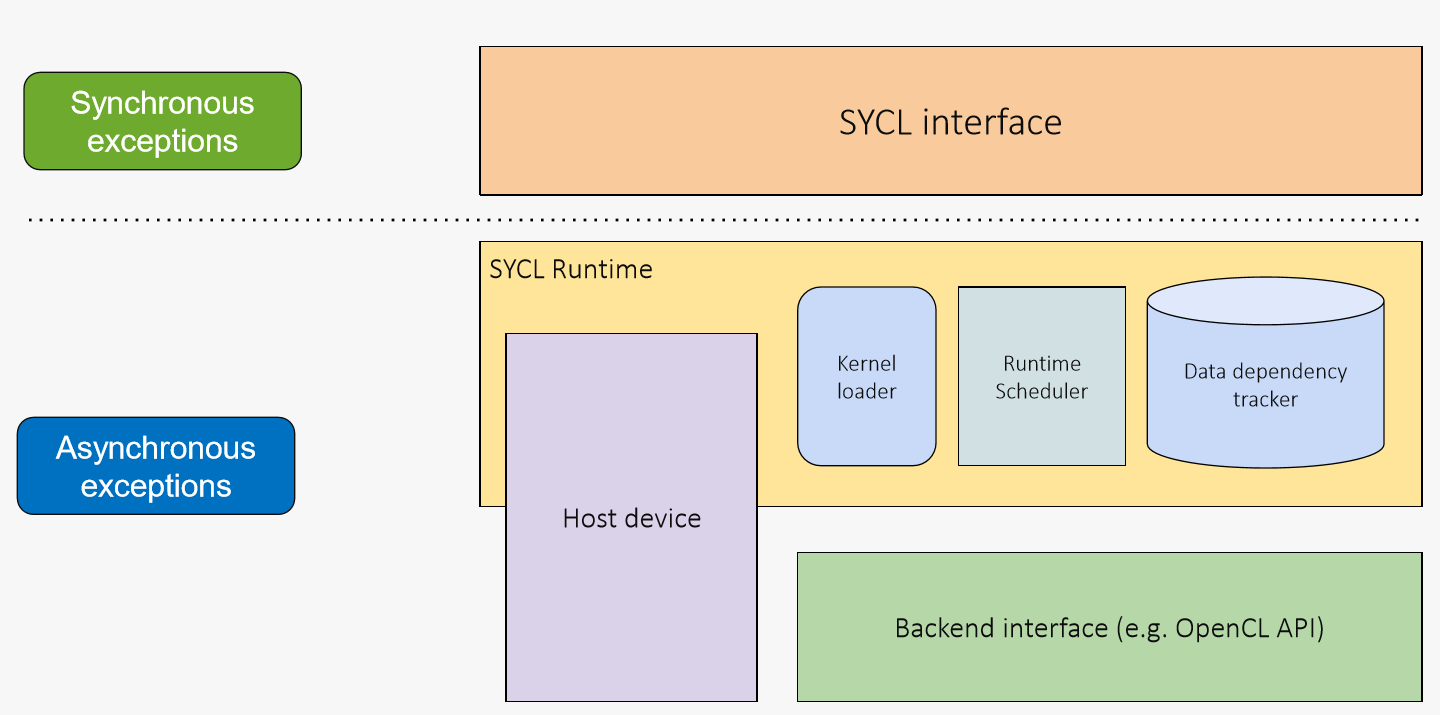 Synchronous
exceptions
SYCL interface
SYCL Runtime
Kernel
loader
Runtime
Scheduler
Data dependency
tracker
Asynchronous
exceptions
Host device
Backend interface (e.g. OpenCL API)